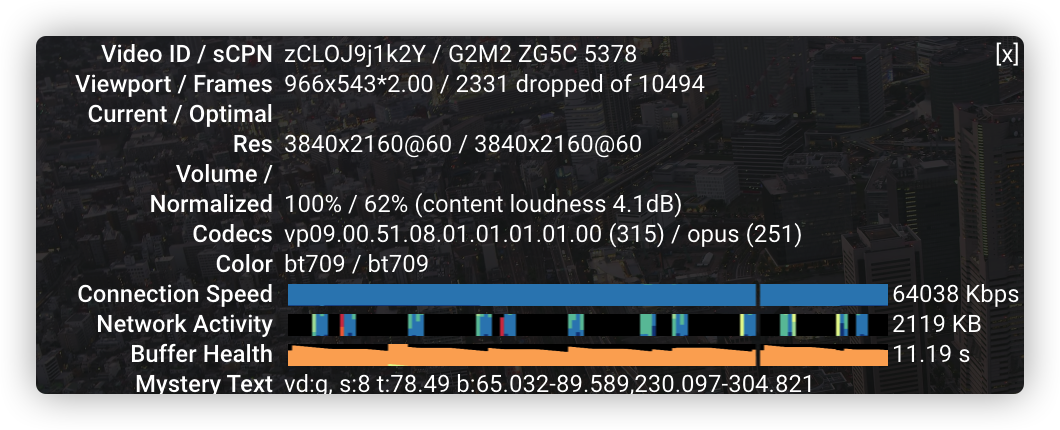 Video ID / sCPN zCLOJ9j1k2Y / G2M2 ZG5C 5378 [x]
Viewport / Frames 966x543*2.00 / 2331 dropped of 10494
Current / Optimal
Res 3840x2160@60 / 3840x2160@60
Volume /
Normalized 100% / 62% (content loudness 4.1dB)
Codecs vp09.00.51.08.01.01.01.01.00 (315) / opus (251)
Color bt709 / bt709
Connection Speed 64038 Kbps
Network Activity 2119 KB
Buffer Health 11.19 s
Mystery Text vd:q, s:8 t:78.49 b:65.032-89.589,230.097-304.821